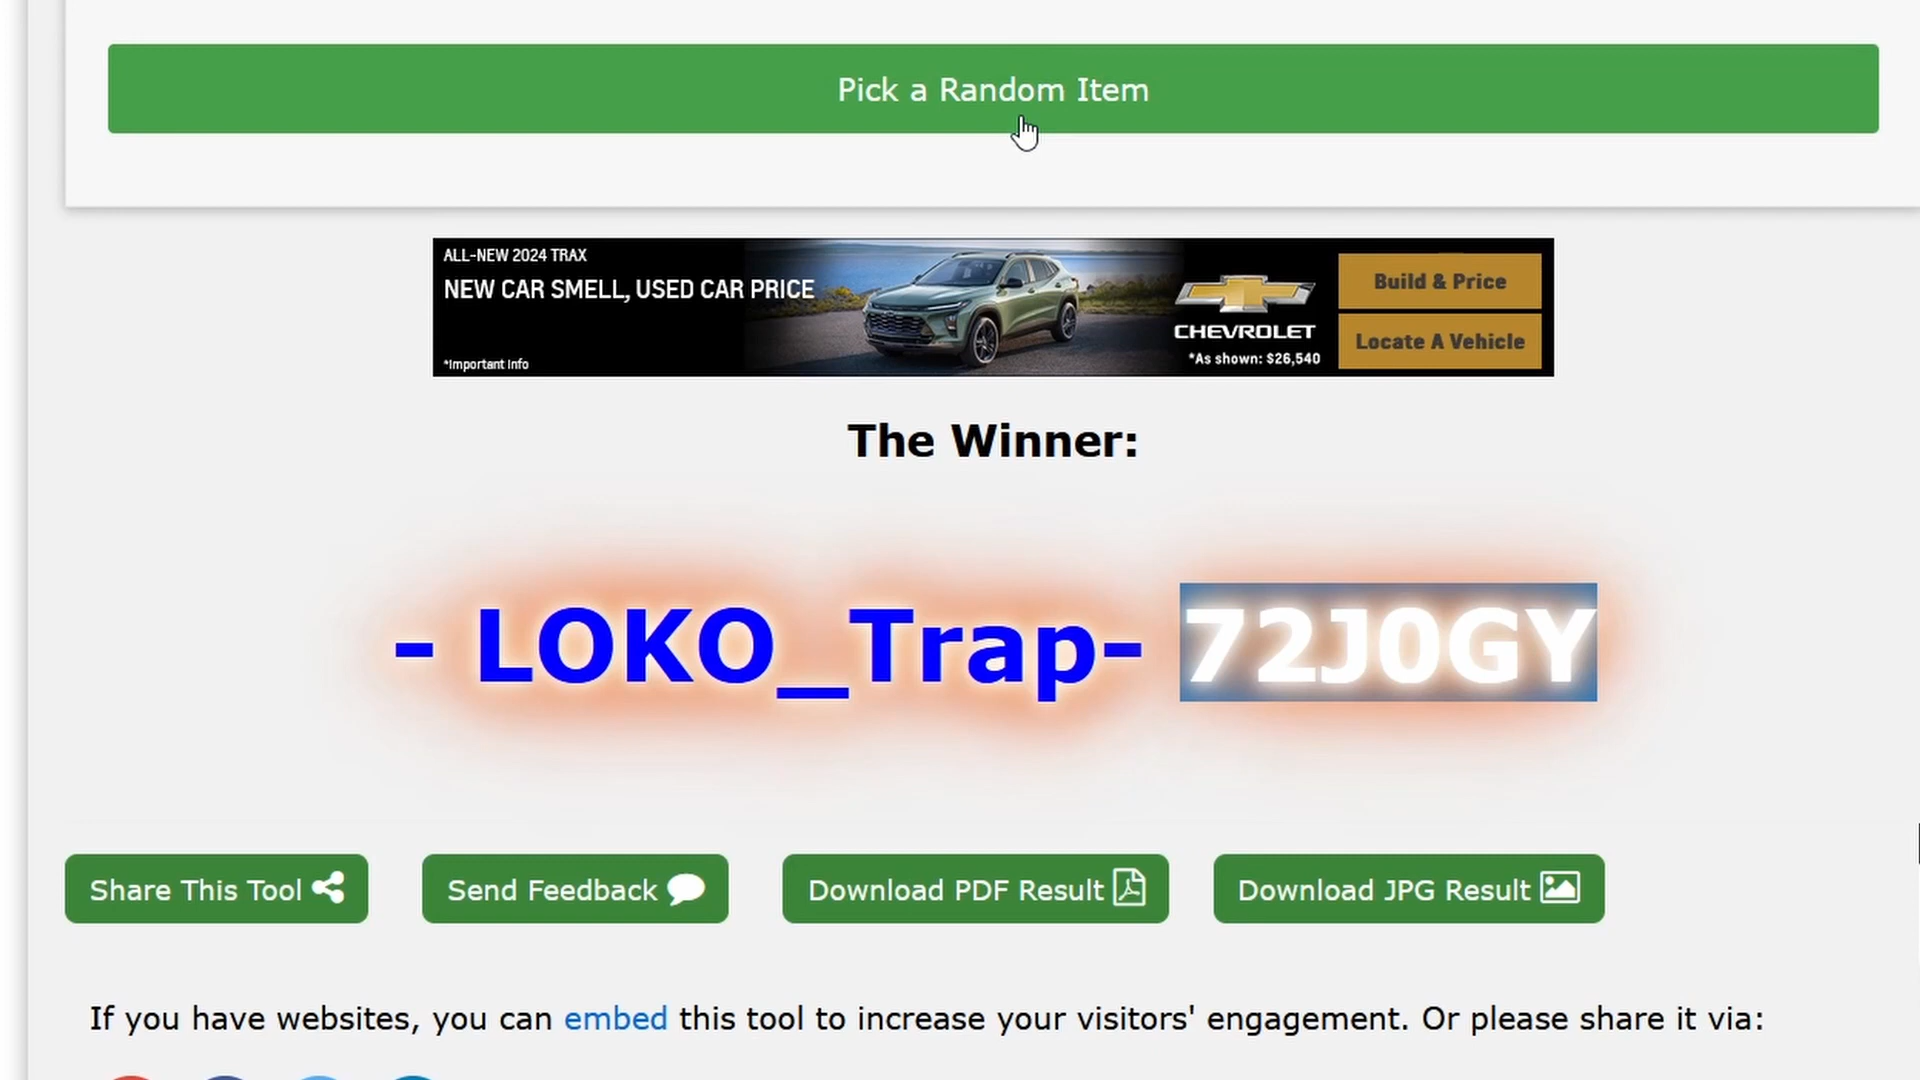 Pick a Random Item
ALL-NEW 2024 TRAX
NEW CAR SMELL, USED CAR PRICE
*Important Info
CHEVROLET
*As shown: $26,540
Build & Price
Locate A Vehicle
The Winner:
- LOKO_Trap- 72J0GY
Share This Tool
Send Feedback
Download PDF Result
Download JPG Result
If you have websites, you can embed this tool to increase your visitors' engagement. Or please share it via: